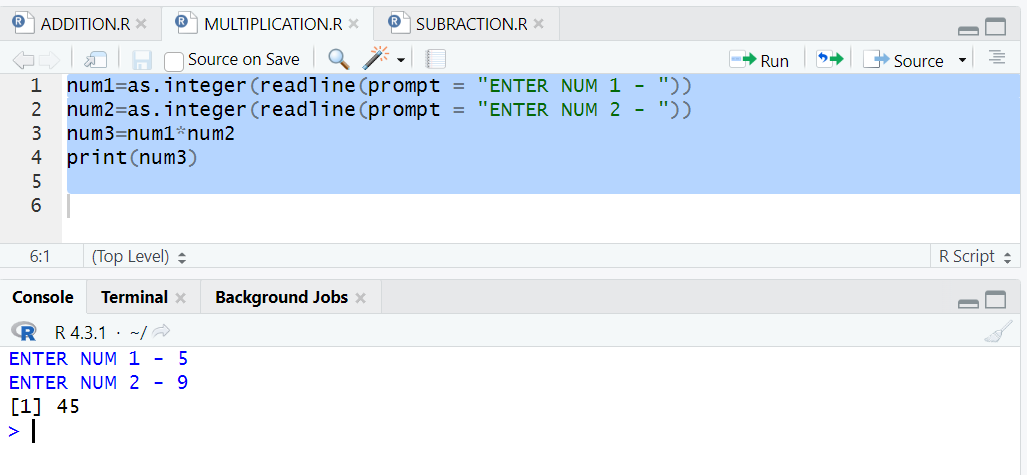 ADDITION.R MULTIPLICATION.R SUBRACTION.R
Source on Save Run Source
1 num1=as.integer(readline(prompt = "ENTER NUM 1 - "))
2 num2=as.integer(readline(prompt = "ENTER NUM 2 - "))
3 num3=num1*num2
4 print(num3)
5
6
6:1 (Top Level) R Script
Console Terminal Background Jobs
R R 4.3.1 · ~/
ENTER NUM 1 - 5
ENTER NUM 2 - 9
[1] 45
>